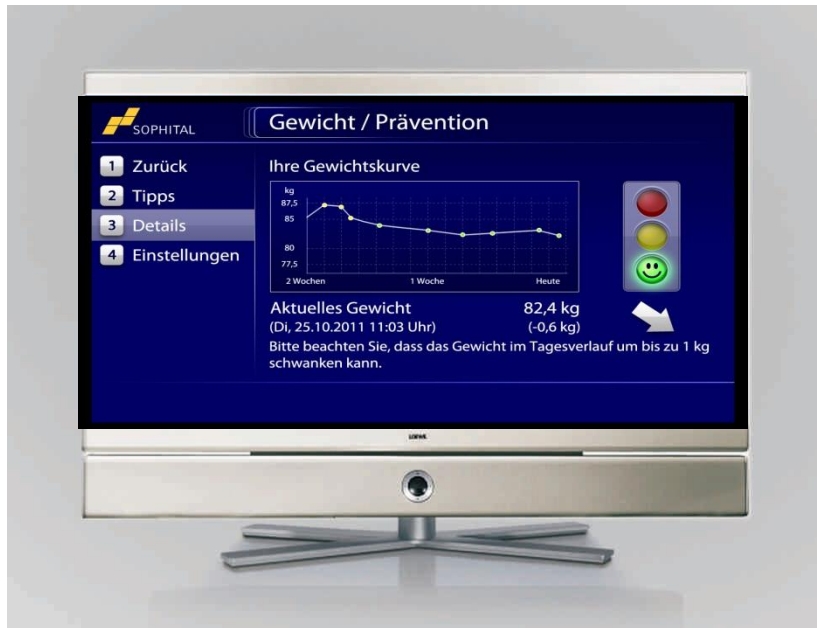 SOPHITAL
Gewicht / Prävention
1 Zurück
2 Tipps
3 Details
4 Einstellungen
Ihre Gewichtskurve
kg
87,5
85
80
77,5
2 Wochen 1 Woche Heute
Aktuelles Gewicht 82,4 kg
(Di, 25.10.2011 11:03 Uhr) (-0,6 kg)
Bitte beachten Sie, dass das Gewicht im Tagesverlauf um bis zu 1 kg
schwanken kann.
LOEWE.